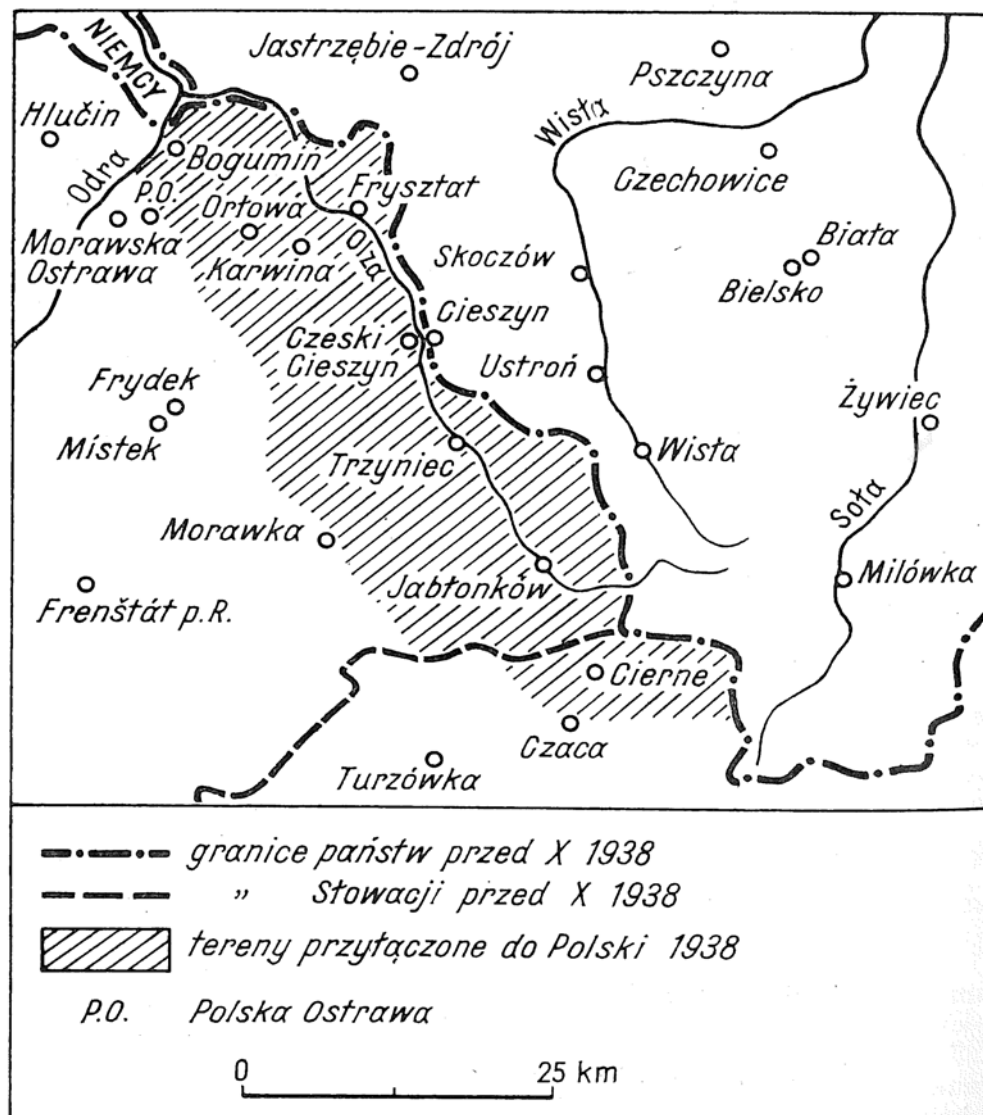 NIEMCY
Jastrzębie-Zdrój
Pszczyna
Hlučin
Odra
Bogumin
Wisła
Czechowice
P.O.
Orłowa
Frysztat
Morawska
Ostrawa
Karwina
Olza
Skoczów
Biała
Bielsko
Czeski
Cieszyn
Cieszyn
Ustroń
Frydek
Místek
Żywiec
Trzyniec
Wisła
Soła
Morawka
Jabłonków
Milówka
Frenštát p.R.
Cierne
Czaca
Turzówka
granice państw przed X 1938
„ Słowacji przed X 1938
tereny przyłączone do Polski 1938
P.O. Polska Ostrawa
0 25 km